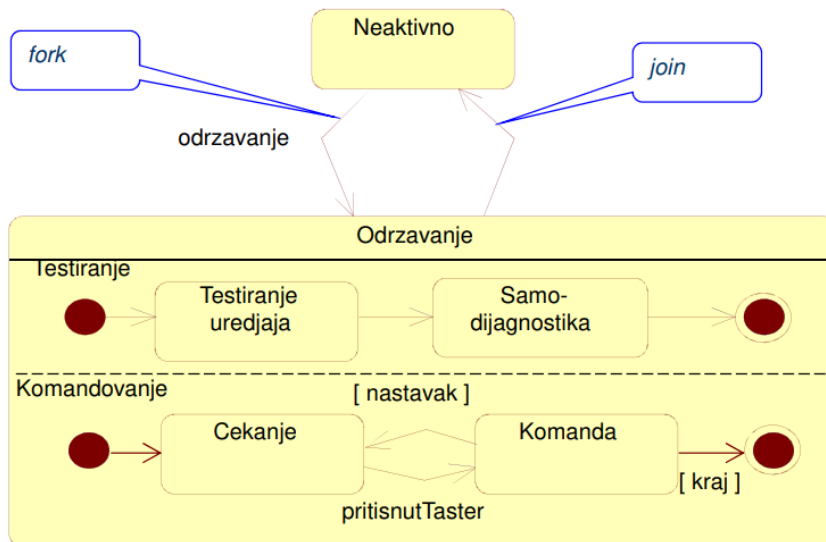 Neaktivno
fork
join
odrzavanje
Odrzavanje
Testiranje
Testiranje
uredjaja
Samo-
dijagnostika
Komandovanje
[ nastavak ]
Cekanje
Komanda
[ kraj ]
pritisnutTaster